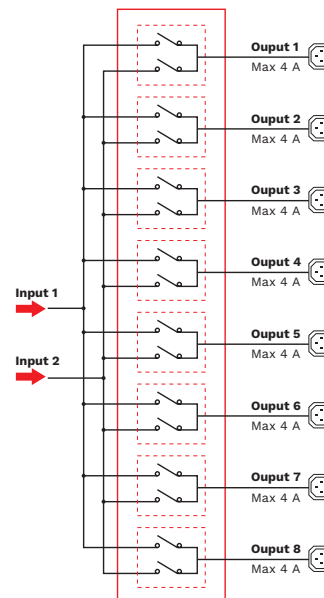 Ouput 1
Max 4 A
Ouput 2
Max 4 A
Ouput 3
Max 4 A
Ouput 4
Max 4 A
Input 1
Ouput 5
Max 4 A
Input 2
Ouput 6
Max 4 A
Ouput 7
Max 4 A
Ouput 8
Max 4 A